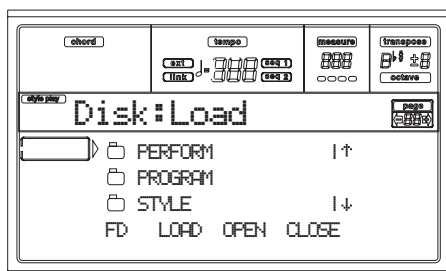 chord tempo measure transpose
ext seq 1
link seq 2
octave
style play
Disk:Load page
PERFORM
PROGRAM
STYLE
FD LOAD OPEN CLOSE